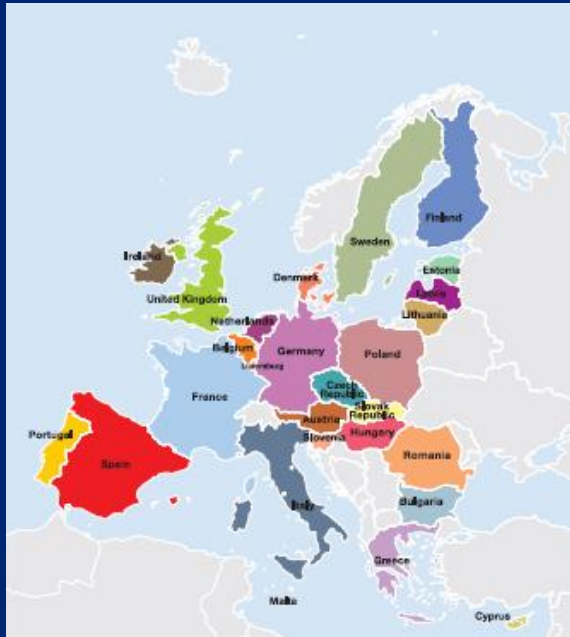 Finland
Sweden
Ireland
Estonia
Denmark
Latvia
United Kingdom
Lithuania
Netherlands
Belgium
Germany
Poland
Luxemburg
Czech
Republic
France
Slovak
Republic
Austria
Hungary
Portugal
Slovenia
Romania
Spain
Italy
Bulgaria
Greece
Malta
Cyprus